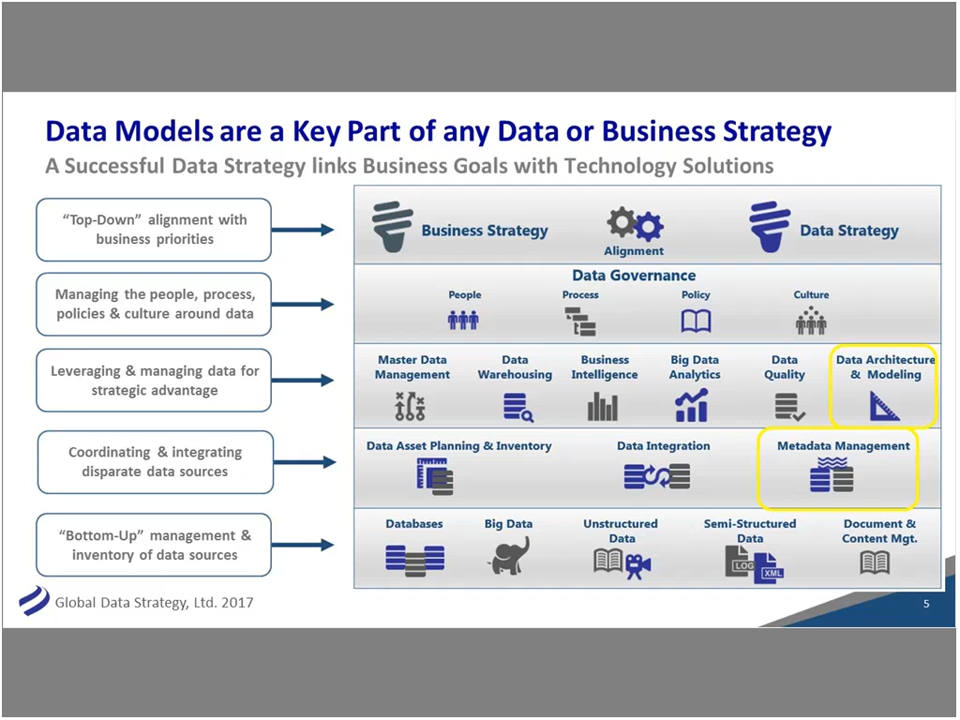 Data Models are a Key Part of any Data or Business Strategy
A Successful Data Strategy links Business Goals with Technology Solutions
“Top-Down” alignment with
business priorities
Business Strategy
Alignment
Data Strategy
Managing the people, process,
policies & culture around data
Data Governance
People
Process
Policy
Culture
Leveraging & managing data for
strategic advantage
Master Data
Management
Data
Warehousing
Business
Intelligence
Big Data
Analytics
Data
Quality
Data Architecture
& Modeling
Coordinating & integrating
disparate data sources
Data Asset Planning & Inventory
Data Integration
Metadata Management
“Bottom-Up” management &
inventory of data sources
Databases
Big Data
Unstructured
Data
Semi-Structured
Data
LOG
XML
Document &
Content Mgt.
Global Data Strategy, Ltd. 2017
5